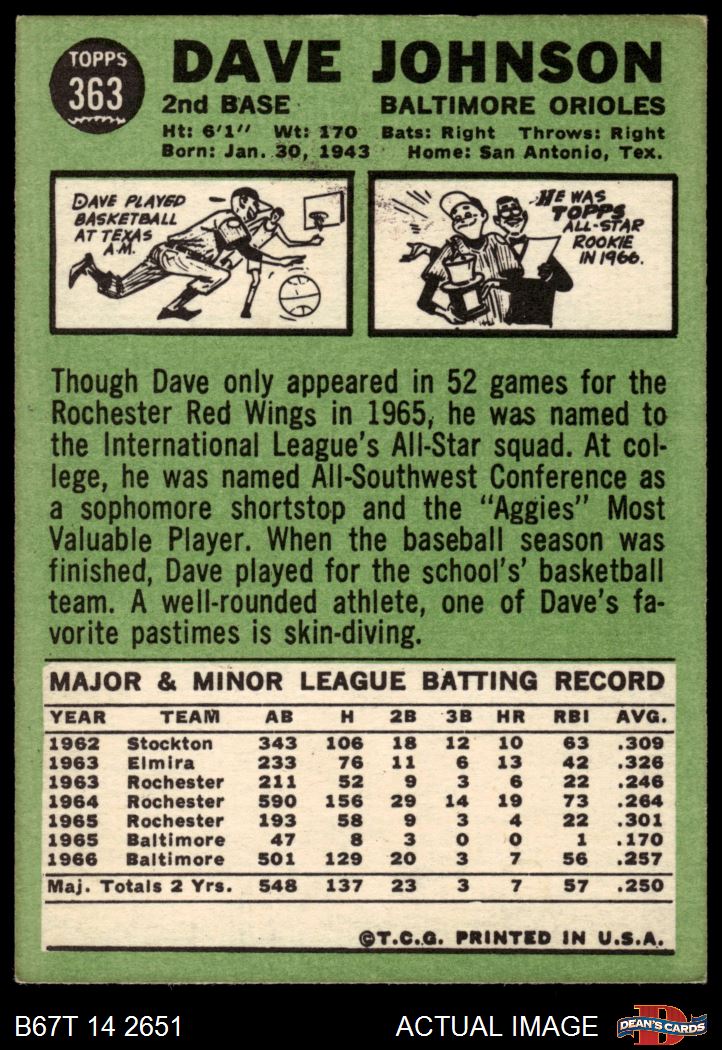 TOPPS
363
DAVE JOHNSON
2nd BASE BALTIMORE ORIOLES
Ht: 6'1" Wt: 170 Bats: Right Throws: Right
Born: Jan. 30, 1943 Home: San Antonio, Tex.
DAVE PLAYED
BASKETBALL
AT TEXAS
A.M.
HE WAS
TOPPS
ALL-STAR
ROOKIE
IN 1966.
Though Dave only appeared in 52 games for the
Rochester Red Wings in 1965, he was named to
the International League's All-Star squad. At col-
lege, he was named All-Southwest Conference as
a sophomore shortstop and the "Aggies" Most
Valuable Player. When the baseball season was
finished, Dave played for the school's' basketball
team. A well-rounded athlete, one of Dave's fa-
vorite pastimes is skin-diving.
MAJOR & MINOR LEAGUE BATTING RECORD
YEAR TEAM AB H 2B 3B HR RBI AVG.
1962 Stockton 343 106 18 12 10 63 .309
1963 Elmira 233 76 11 6 13 42 .326
1963 Rochester 211 52 9 3 6 22 .246
1964 Rochester 590 156 29 14 19 73 .264
1965 Rochester 193 58 9 3 4 22 .301
1965 Baltimore 47 8 3 0 0 1 .170
1966 Baltimore 501 129 20 3 7 56 .257
Maj. Totals 2 Yrs. 548 137 23 3 7 57 .250
©T.C.G. PRINTED IN U.S.A.
B67T 14 2651 ACTUAL IMAGE
D
DEAN'S CARDS